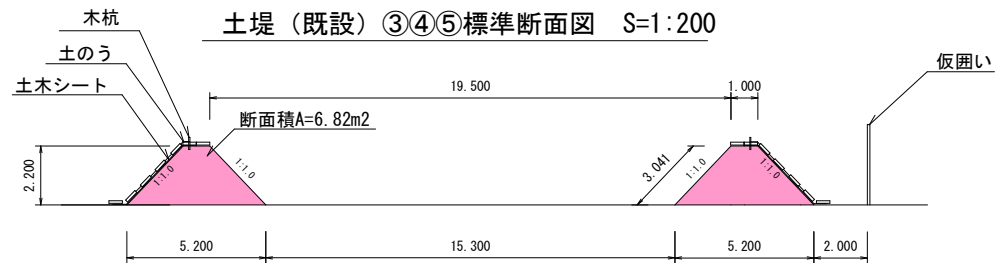 土堤（既設）③④⑤標準断面図 S=1:200
木杭
土のう
土木シート
仮囲い
19.500
1.000
断面積A=6.82m2
2.200
1:1.0
1:1.0
3.041
1:1.0
1:1.0
5.200
15.300
5.200
2.000